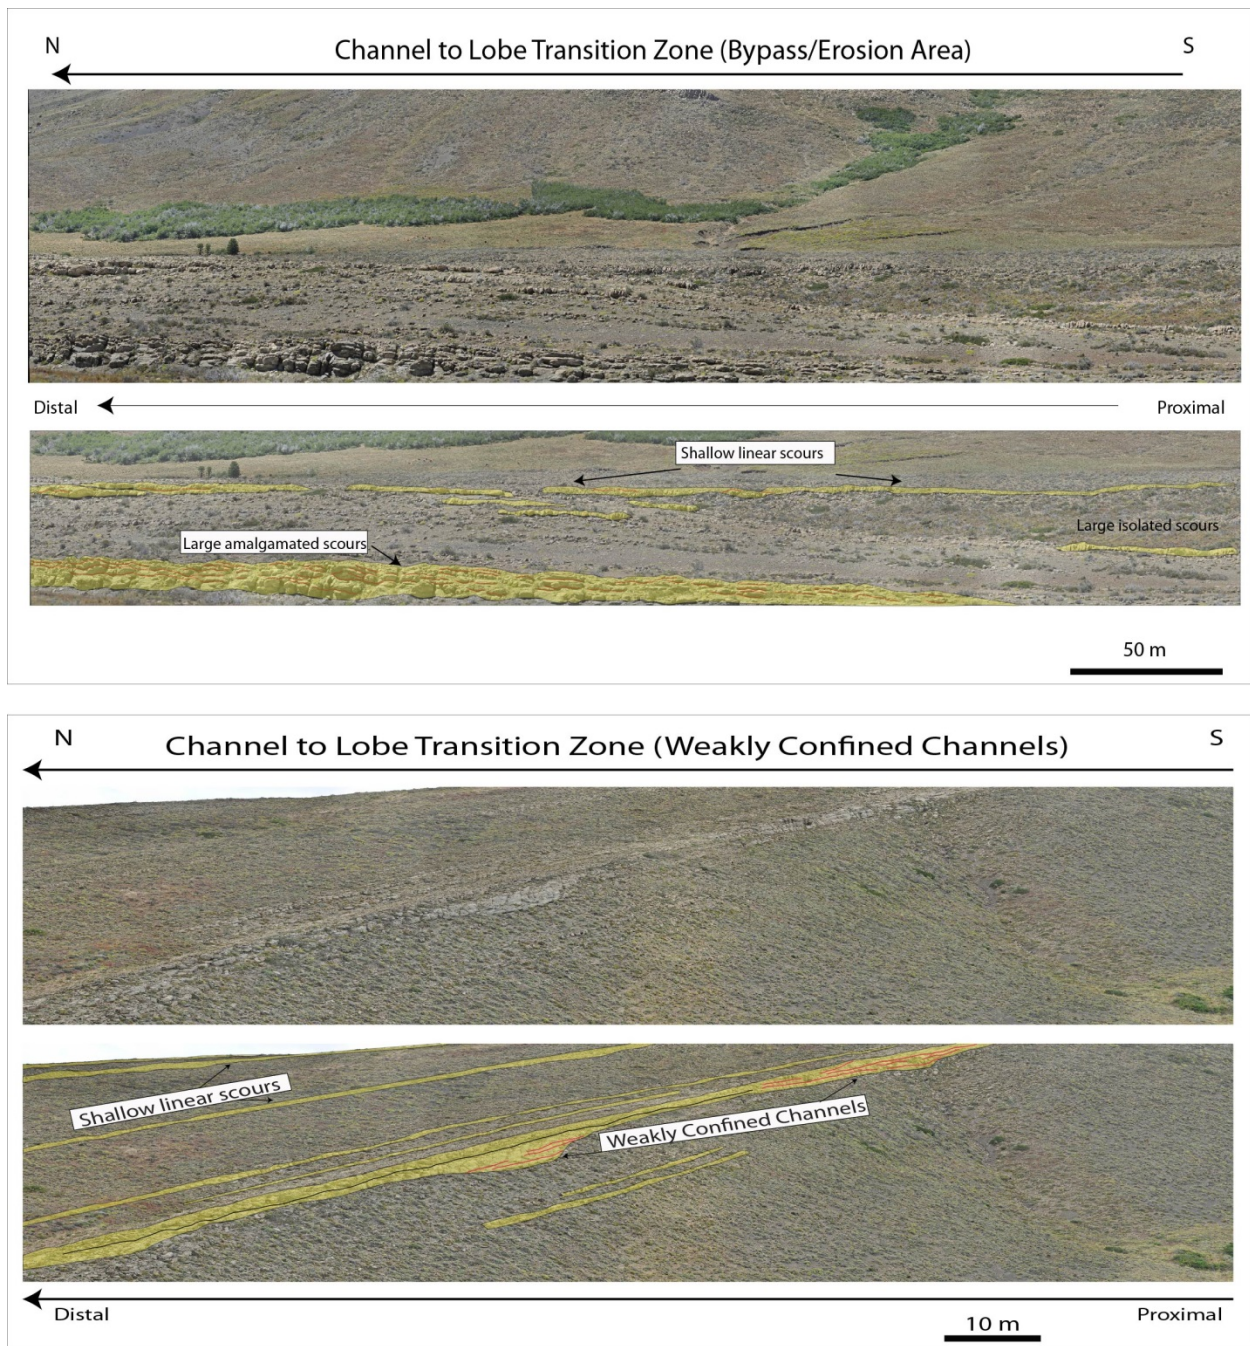 N
Channel to Lobe Transition Zone (Bypass/Erosion Area)
S
Distal
Proximal
Shallow linear scours
Large isolated scours
Large amalgamated scours
50 m
N
Channel to Lobe Transition Zone (Weakly Confined Channels)
S
Shallow linear scours
Weakly Confined Channels
Distal
Proximal
10 m